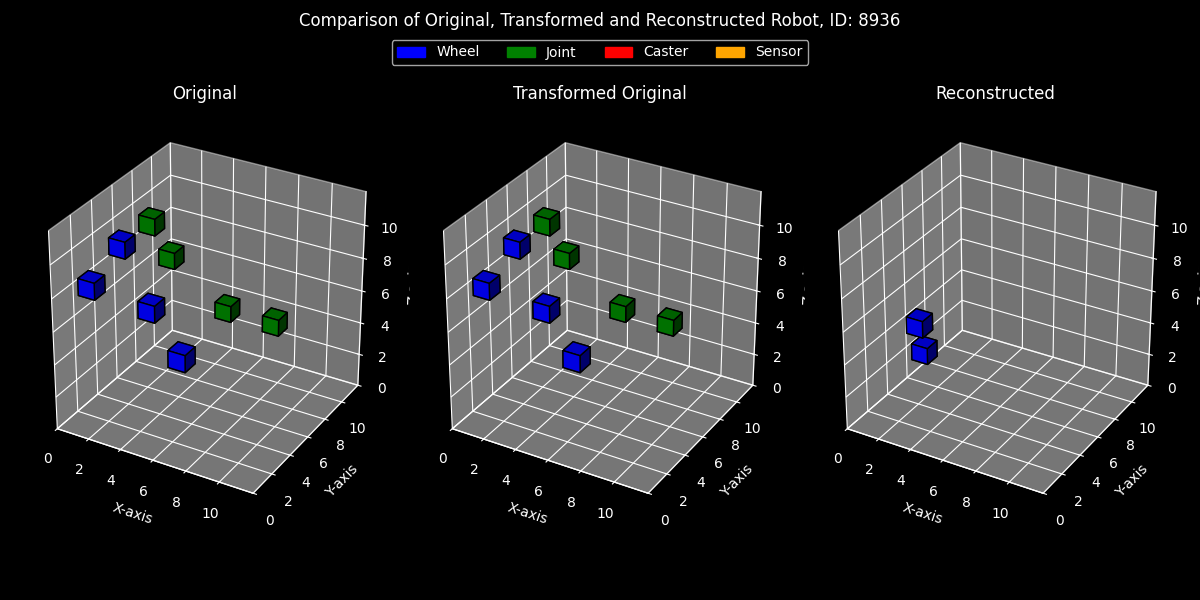 Comparison of Original, Transformed and Reconstructed Robot, ID: 8936
Wheel Joint Caster Sensor
Original Transformed Original Reconstructed
10 10 10
8 8 8
6 6 6
4 4 4
2 2 2
0 0 0
10 10 10
8 8 8
0 6 0 6 0 6
2 4 2 4 2 4
4 2 4 2 4 2
6 0 6 0 6 0
8 8 8
10 10 10
X-axis Y-axis X-axis Y-axis X-axis Y-axis